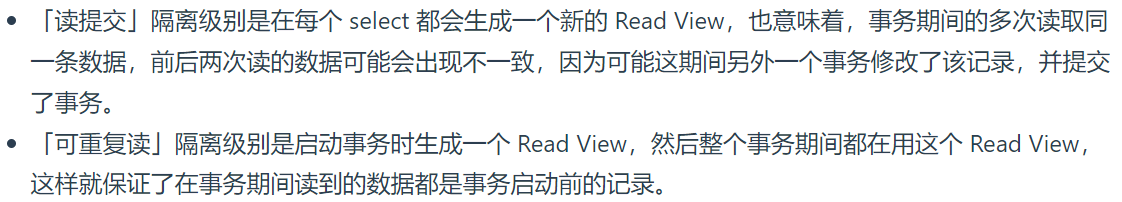 • 「读提交」隔离级别是在每个 select 都会生成一个新的 Read View，也意味着，事务期间的多次读取同
一条数据，前后两次读的数据可能会出现不一致，因为可能这期间另外一个事务修改了该记录，并提交
了事务。
• 「可重复读」隔离级别是启动事务时生成一个 Read View，然后整个事务期间都在用这个 Read View，
这样就保证了在事务期间读到的数据都是事务启动前的记录。